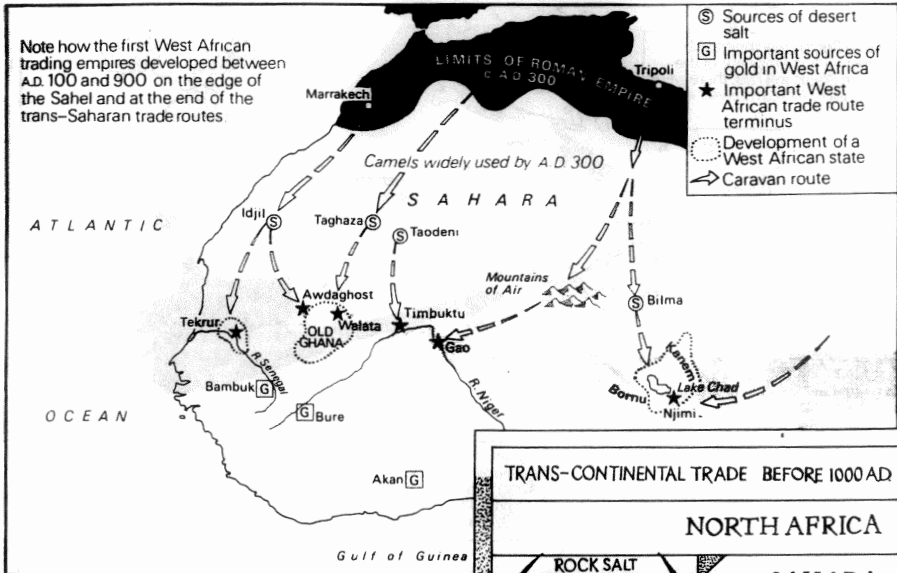 Note how the first West African
trading empires developed between
A.D. 100 and 900 on the edge of
the Sahel and at the end of the
trans-Saharan trade routes
LIMITS OF ROMAN EMPIRE
c A D 300
Tripoli
Marrakech
Ⓢ Sources of desert
salt
G Important sources of
gold in West Africa
★ Important West
African trade route
terminus
Development of a
West African state
Caravan route
Camels widely used by A.D. 300
SAHARA
ATLANTIC
Idjil Ⓢ
Taghaza Ⓢ
Ⓢ Taodeni
Mountains
of Air
Ⓢ Bilma
Awdaghost
Tekrur
Walata
Timbuktu
OLD
GHANA
Gao
Kanem
R. Senegal
Bambuk G
Lake Chad
Bornu
Njimi
R. Niger
OCEAN
G Bure
Akan G
Gulf of Guinea
TRANS-CONTINENTAL TRADE BEFORE 1000 AD
NORTH AFRICA
ROCK SALT